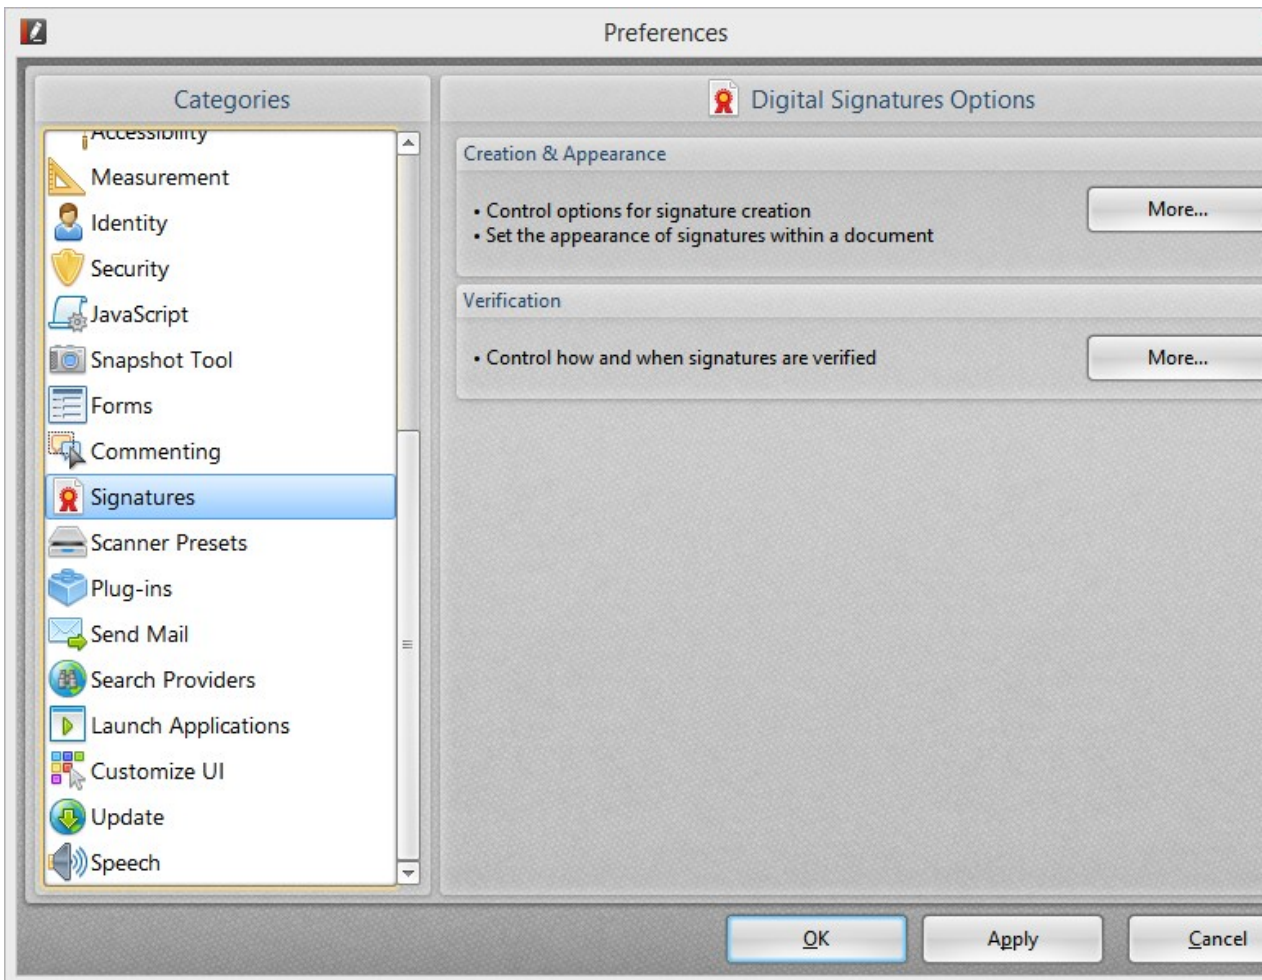 Preferences
Categories
Accessibility
Measurement
Identity
Security
JavaScript
Snapshot Tool
Forms
Commenting
Signatures
Scanner Presets
Plug-ins
Send Mail
Search Providers
Launch Applications
Customize UI
Update
Speech
Digital Signatures Options
Creation & Appearance
• Control options for signature creation
• Set the appearance of signatures within a document
More...
Verification
• Control how and when signatures are verified
More...
OK
Apply
Cancel